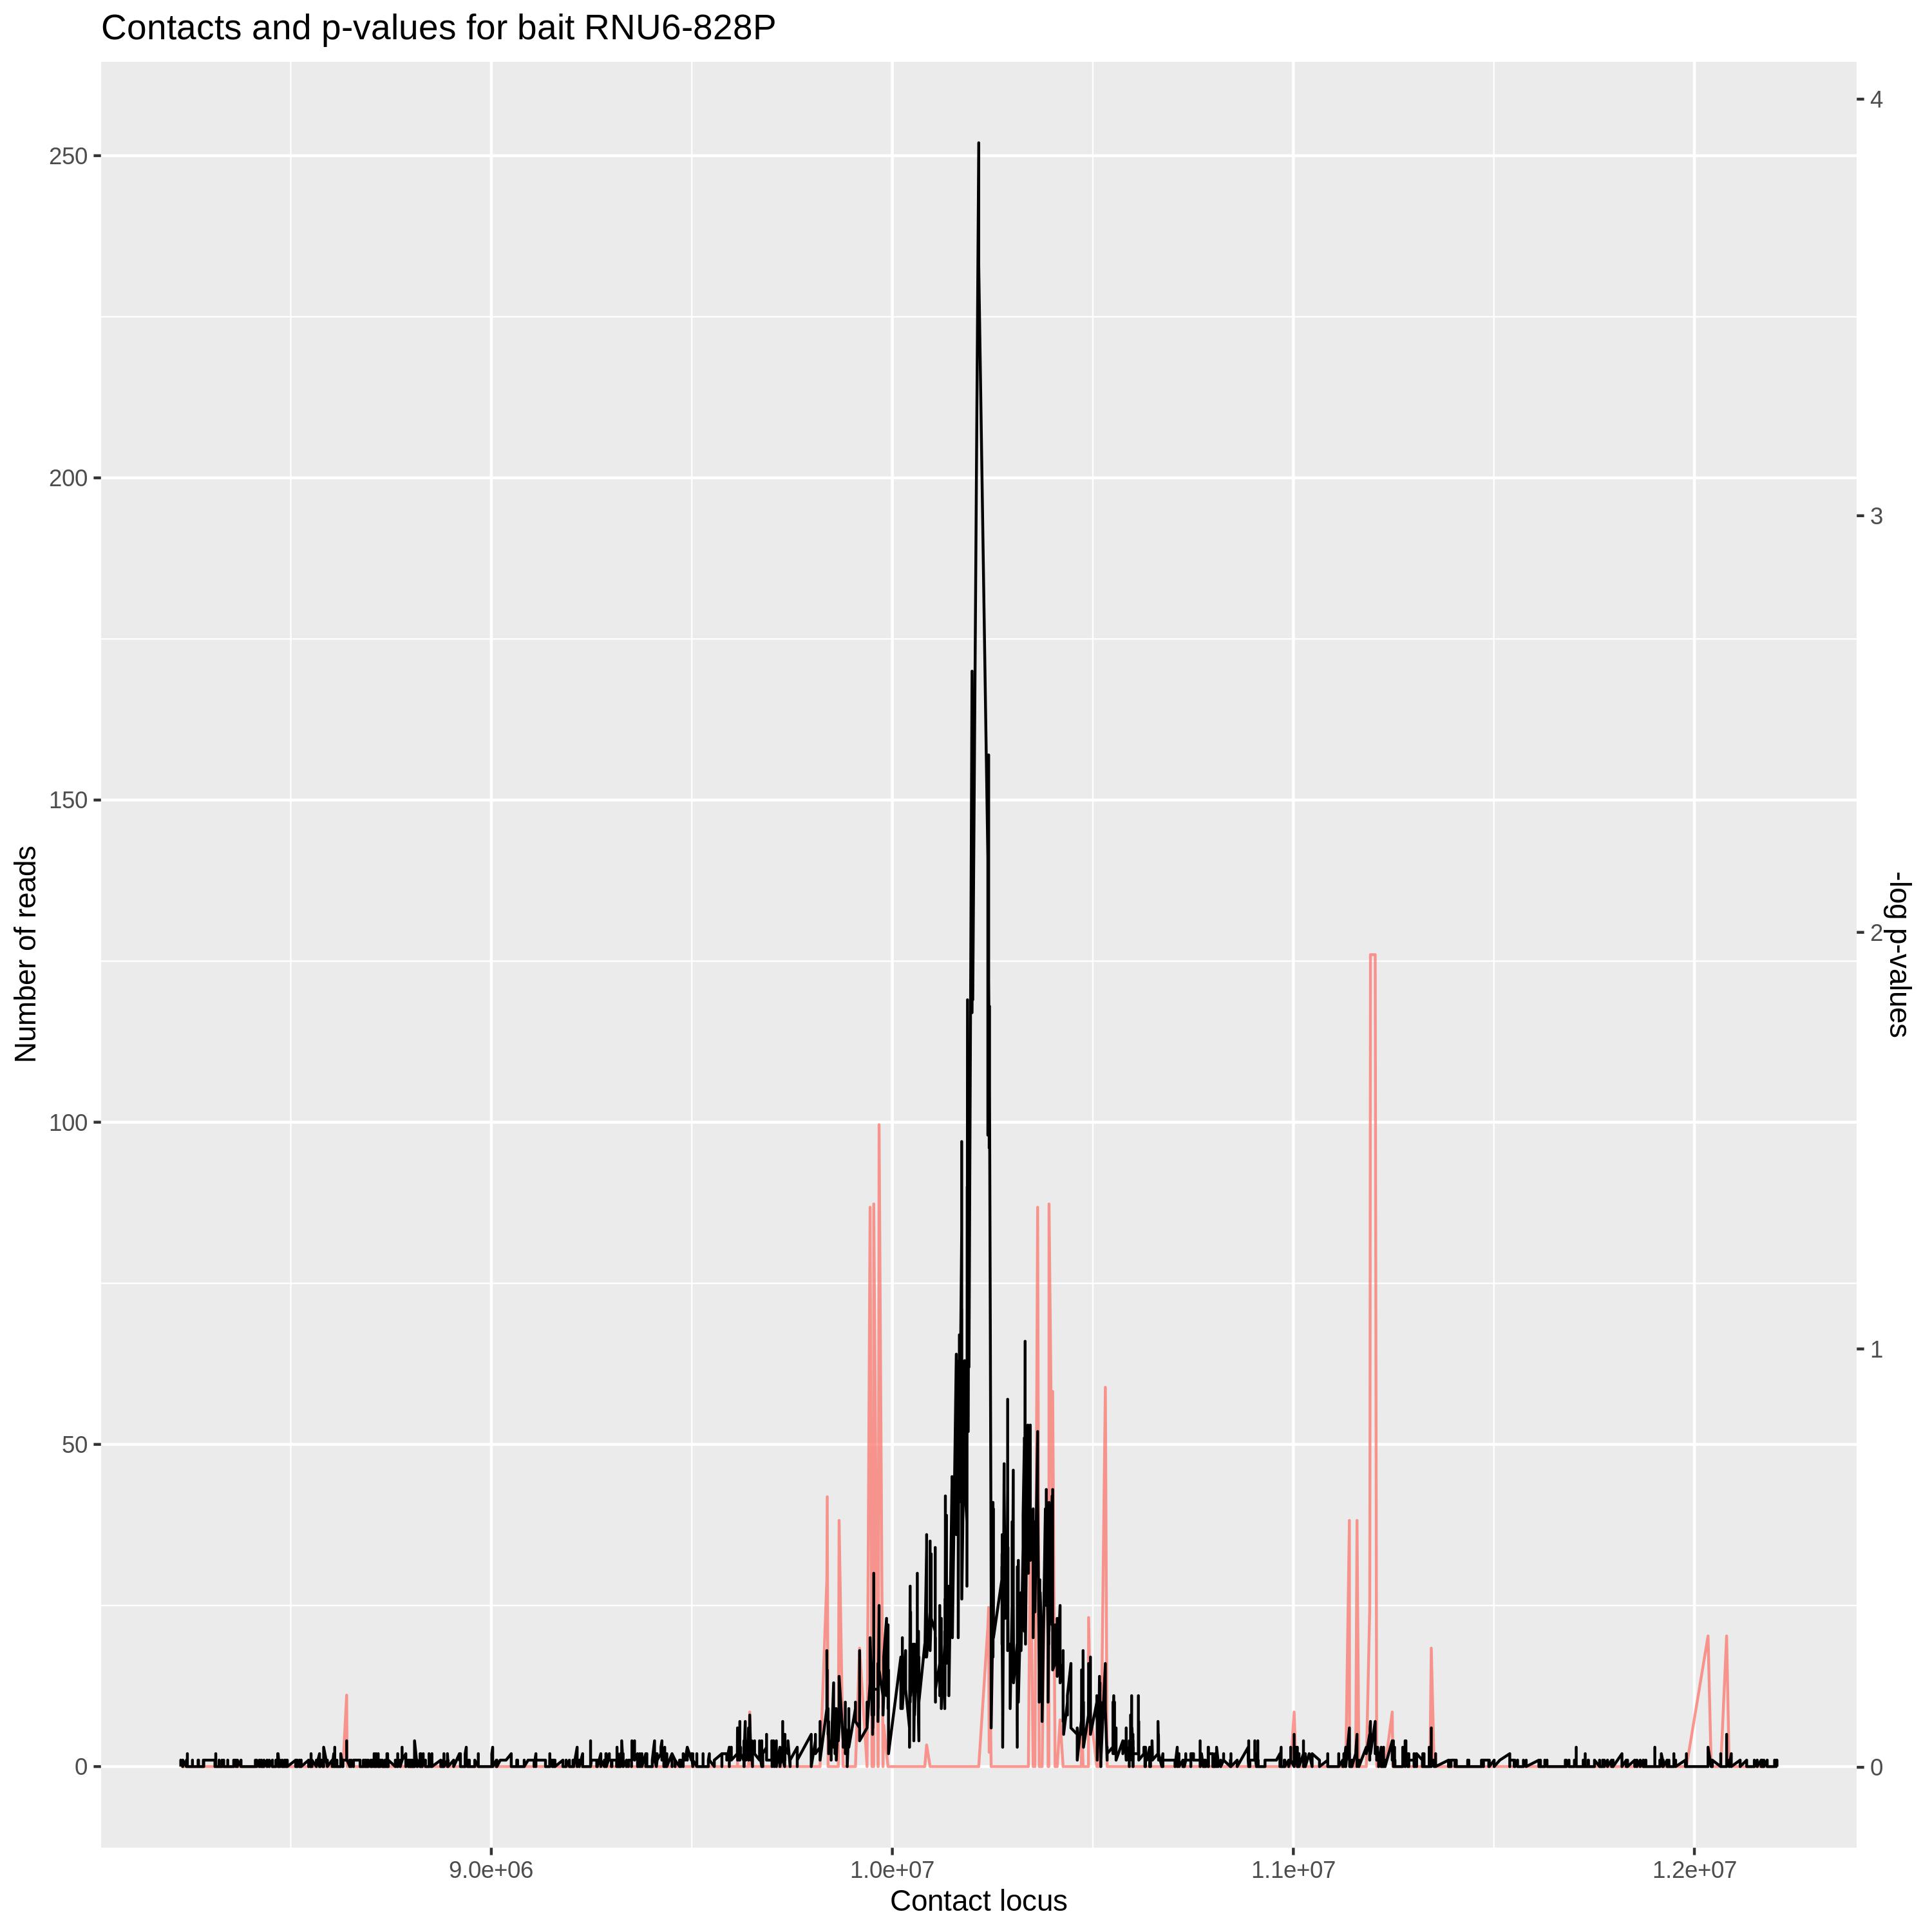 Contacts and p-values for bait RNU6-828P
250
200
150
100
50
0
Number of reads
4
3
2
1
0
-log p-values
9.0e+06
1.0e+07
1.1e+07
1.2e+07
Contact locus